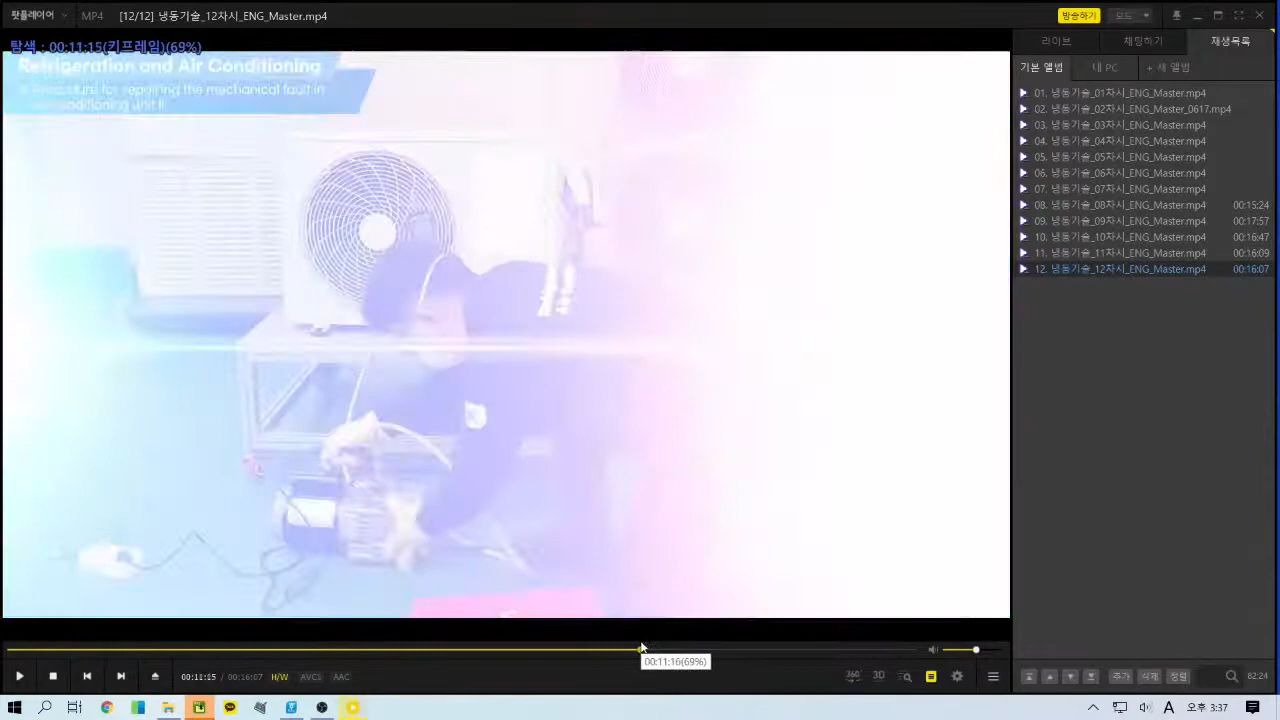 팟플레이어
MP4
[12/12] 냉동기술_12차시_ENG_Master.mp4
방송하기
모드
탐색 : 00:11:15(키프레임)(69%)
Refrigeration and Air Conditioning
for repairing the mechanical fault in
conditioning unit II
라이브
채팅하기
재생목록
기본 앨범
내 PC
+ 새 앨범
01. 냉동기술_01차시_ENG_Master.mp4
02. 냉동기술_02차시_ENG_Master_0617.mp4
03. 냉동기술_03차시_ENG_Master.mp4
04. 냉동기술_04차시_ENG_Master.mp4
05. 냉동기술_05차시_ENG_Master.mp4
06. 냉동기술_06차시_ENG_Master.mp4
07. 냉동기술_07차시_ENG_Master.mp4
08. 냉동기술_08차시_ENG_Master.mp4 00:15:24
09. 냉동기술_09차시_ENG_Master.mp4 00:17:57
10. 냉동기술_10차시_ENG_Master.mp4 00:16:47
11. 냉동기술_11차시_ENG_Master.mp4 00:16:09
12. 냉동기술_12차시_ENG_Master.mp4 00:16:07
00:11:16(69%)
00:11:15 / 00:16:07 H/W AVC1 AAC
360° 3D
추가 삭제 정렬
82:24
A 오후 3:37